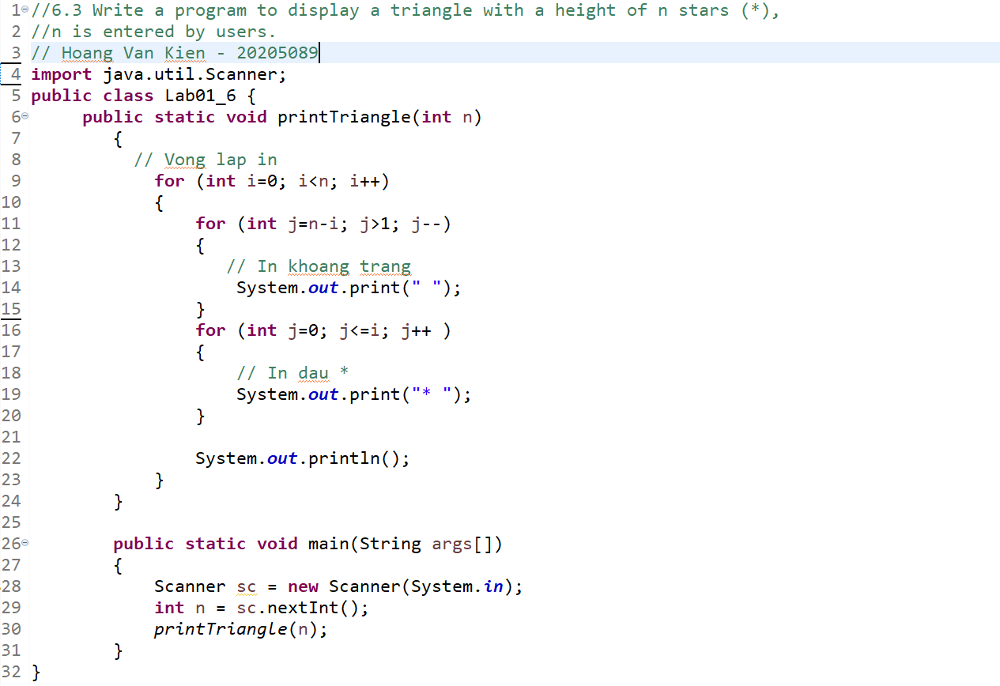 1 //6.3 Write a program to display a triangle with a height of n stars (*),
2 //n is entered by users.
3 // Hoang Van Kien - 20205089
4 import java.util.Scanner;
5 public class Lab01_6 {
6      public static void printTriangle(int n)
7         {
8           // Vong lap in
9             for (int i=0; i<n; i++)
10             {
11                 for (int j=n-i; j>1; j--)
12                 {
13                    // In khoang trang
14                     System.out.print(" ");
15                 }
16                 for (int j=0; j<=i; j++ )
17                 {
18                     // In dau *
19                     System.out.print("* ");
20                 }
21
22                 System.out.println();
23             }
24         }
25
26         public static void main(String args[])
27         {
28             Scanner sc = new Scanner(System.in);
29             int n = sc.nextInt();
30             printTriangle(n);
31         }
32 }